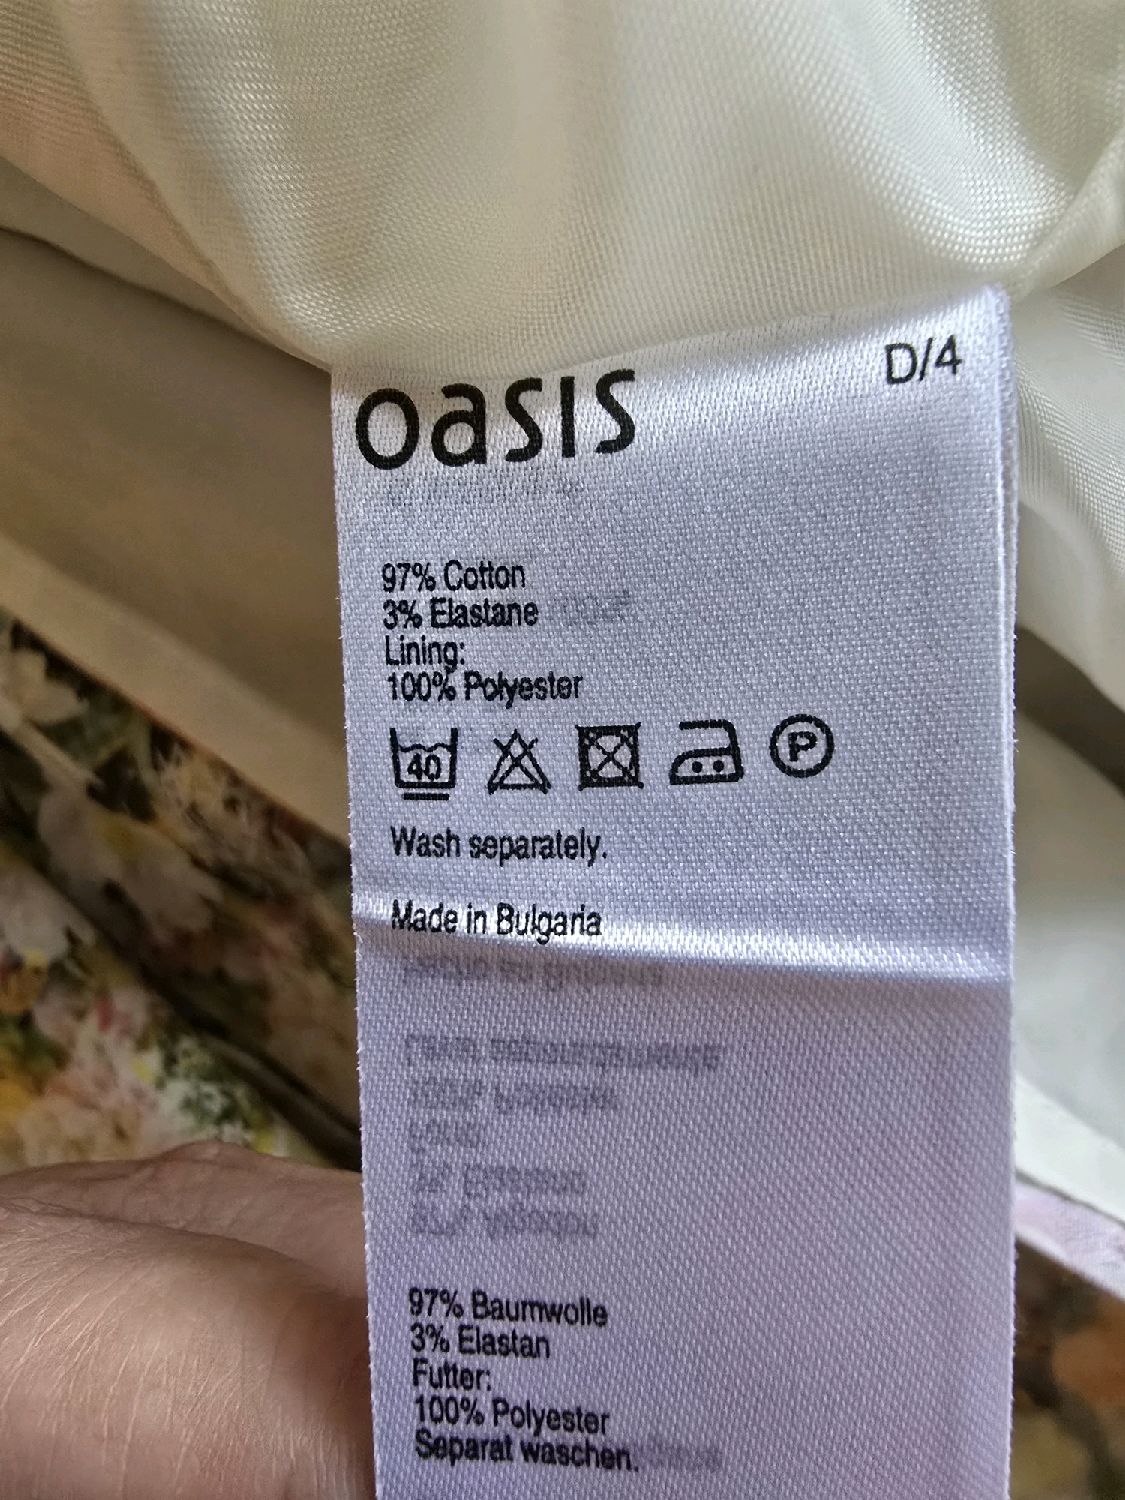 D/4
oasis
97% Cotton
3% Elastane
Lining:
100% Polyester
40
P
Wash separately.
Made in Bulgaria
97% Baumwolle
3% Elastan
Futter:
100% Polyester
Separat waschen.